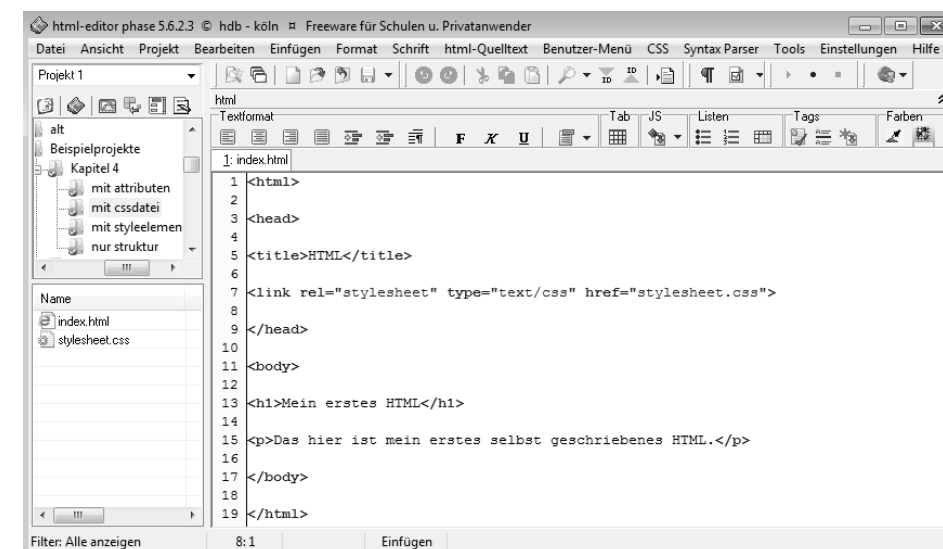 html-editor phase 5.6.2.3 © hdb - köln ¤ Freeware für Schulen u. Privatanwender
Datei Ansicht Projekt Bearbeiten Einfügen Format Schrift html-Quelltext Benutzer-Menü CSS Syntax Parser Tools Einstellungen Hilfe
Projekt 1
html
Textformat Tab JS Listen Tags Farben
F K U
alt
Beispielprojekte
Kapitel 4
mit attributen
mit cssdatei
mit styleelemen
nur struktur
Name
index.html
stylesheet.css
1: index.html
1 <html>
2
3 <head>
4
5 <title>HTML</title>
6
7 <link rel="stylesheet" type="text/css" href="stylesheet.css">
8
9 </head>
10
11 <body>
12
13 <h1>Mein erstes HTML</h1>
14
15 <p>Das hier ist mein erstes selbst geschriebenes HTML.</p>
16
17 </body>
18
19 </html>
Filter: Alle anzeigen 8: 1 Einfügen